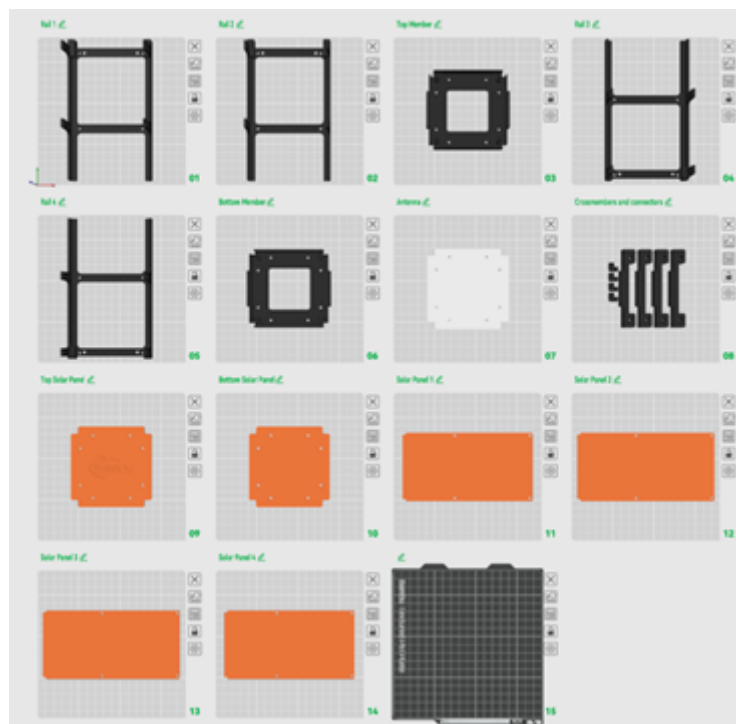 Rail 1
Rail 2
Top Member
Rail 3
01
02
03
04
Rail 4
Bottom Member
Antenna
Crossmembers and connectors
05
06
07
08
Top Solar Panel
Bottom Solar Panel
Solar Panel 1
Solar Panel 2
09
10
11
12
Solar Panel 3
Solar Panel 4
13
14
15